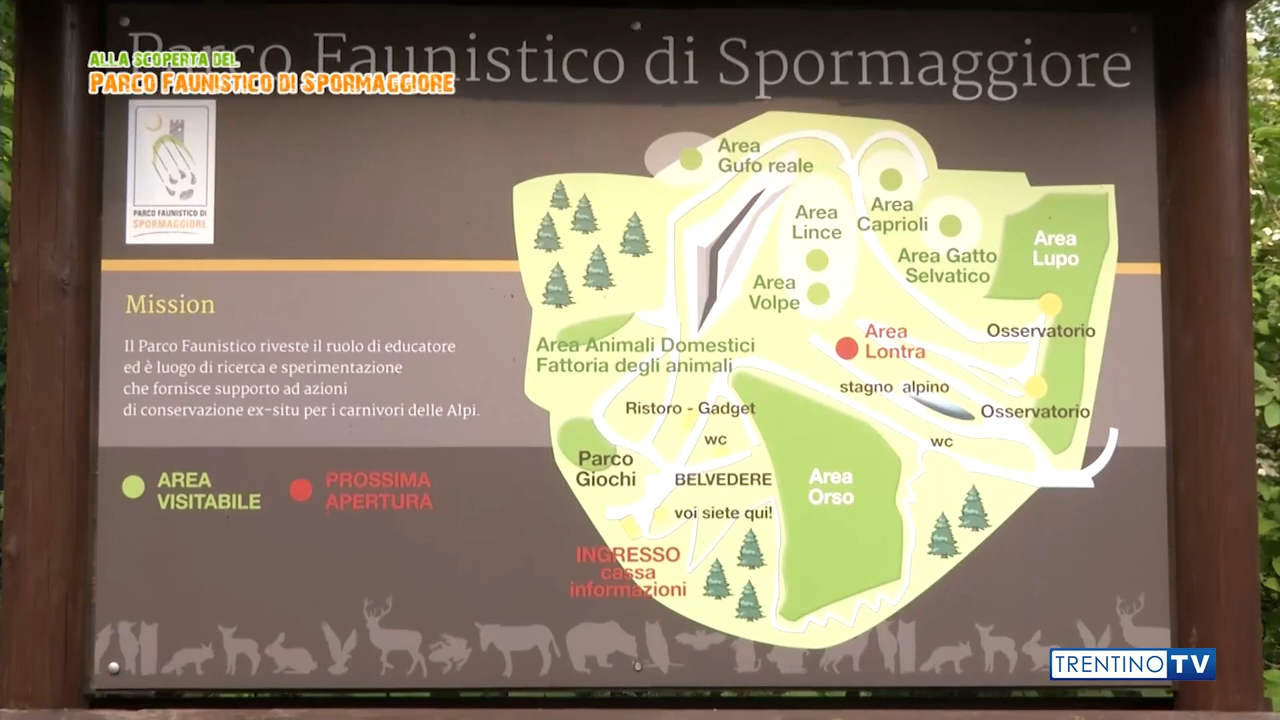 Parco Faunistico di Spormaggiore
ALLA SCOPERTA DEL
PARCO FAUNISTICO DI SPORMAGGIORE
PARCO FAUNISTICO DI
SPORMAGGIORE
Mission
Il Parco Faunistico riveste il ruolo di educatore
ed è luogo di ricerca e sperimentazione
che fornisce supporto ad azioni
di conservazione ex-situ per i carnivori delle Alpi.
AREA
VISITABILE
PROSSIMA
APERTURA
Area
Gufo reale
Area
Lince
Area
Caprioli
Area Gatto
Selvatico
Area
Lupo
Area
Volpe
Osservatorio
Area
Lontra
Area Animali Domestici
Fattoria degli animali
stagno alpino
Osservatorio
Ristoro - Gadget
wc
wc
Parco
Giochi
BELVEDERE
Area
Orso
voi siete qui!
INGRESSO
cassa
informazioni
TRENTINO TV